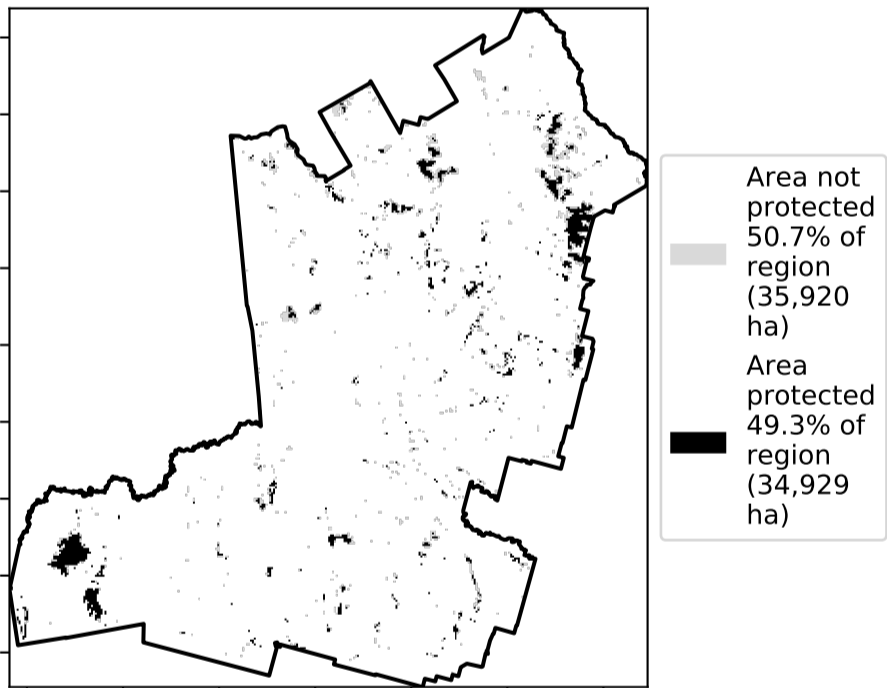 Area not
protected
50.7% of
region
(35,920
ha)
Area
protected
49.3% of
region
(34,929
ha)